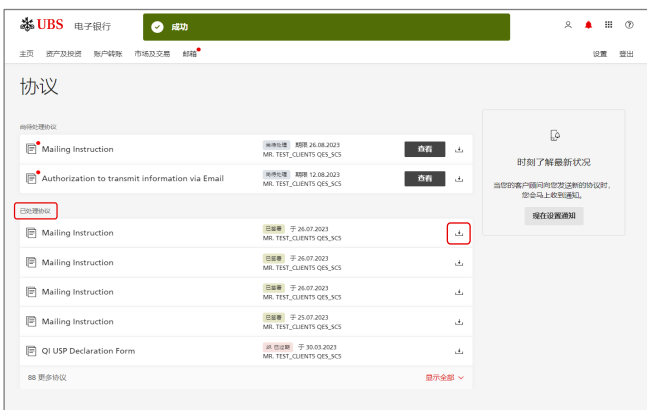 UBS 电子银行
成功
主页 资产及投资 账户转账 市场及交易 邮箱 设置 登出
协议
尚待处理协议
Mailing Instruction 尚待处理 期限 26.08.2023 查看
MR. TEST_CLIENT5 QES_SC5
Authorization to transmit information via Email 尚待处理 期限 12.08.2023 查看
MR. TEST_CLIENT5 QES_SC5
已处理协议
Mailing Instruction 已签署 于 26.07.2023
MR. TEST_CLIENT5 QES_SC5
Mailing Instruction 已签署 于 26.07.2023
MR. TEST_CLIENT5 QES_SC5
Mailing Instruction 已签署 于 26.07.2023
MR. TEST_CLIENT5 QES_SC5
Mailing Instruction 已签署 于 25.07.2023
MR. TEST_CLIENT5 QES_SC5
QI USP Declaration Form 已过期 于 30.03.2023
MR. TEST_CLIENT5 QES_SC5
88 更多协议 显示全部
时刻了解最新状况
当您的客户顾问向您发送新的协议时,
您会马上收到通知。
现在设置通知